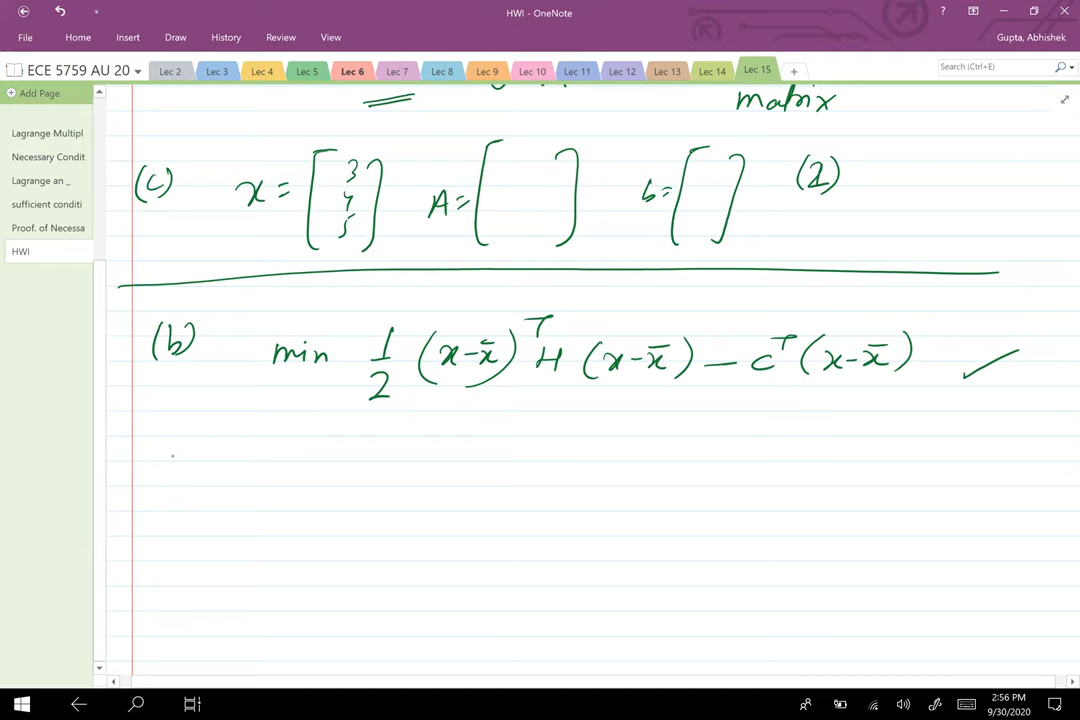 HWI - OneNote
File Home Insert Draw History Review View
Gupta, Abhishek
ECE 5759 AU 20
Lec 2 Lec 3 Lec 4 Lec 5 Lec 6 Lec 7 Lec 8 Lec 9 Lec 10 Lec 11 Lec 12 Lec 13 Lec 14 Lec 15 +
Search (Ctrl+E)
Add Page
Lagrange Multipl
Necessary Condit
Lagrange an _
sufficient conditi
Proof. of Necessa
HWI
matrix
(c) x = [3 4 5] A = [ ] b = [ ] (1)
(b) min 1/2 (x-x̄)ᵀ H (x-x̄) - cᵀ (x-x̄) ✓
2:56 PM
9/30/2020